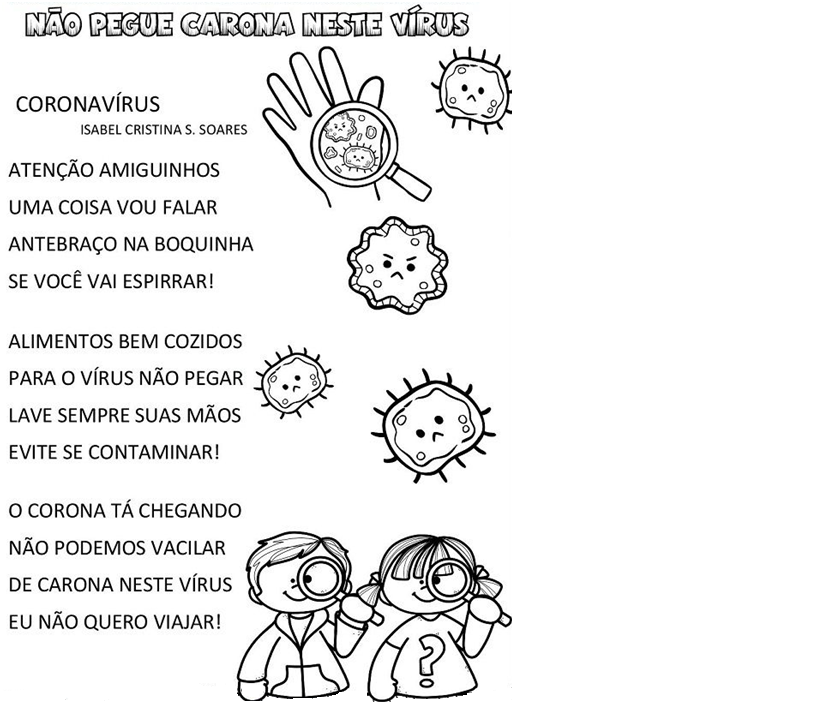 NÃO PEGUE CARONA NESTE VÍRUS
CORONAVÍRUS
ISABEL CRISTINA S. SOARES
ATENÇÃO AMIGUINHOS
UMA COISA VOU FALAR
ANTEBRAÇO NA BOQUINHA
SE VOCÊ VAI ESPIRRAR!
ALIMENTOS BEM COZIDOS
PARA O VÍRUS NÃO PEGAR
LAVE SEMPRE SUAS MÃOS
EVITE SE CONTAMINAR!
O CORONA TÁ CHEGANDO
NÃO PODEMOS VACILAR
DE CARONA NESTE VÍRUS
EU NÃO QUERO VIAJAR!
?